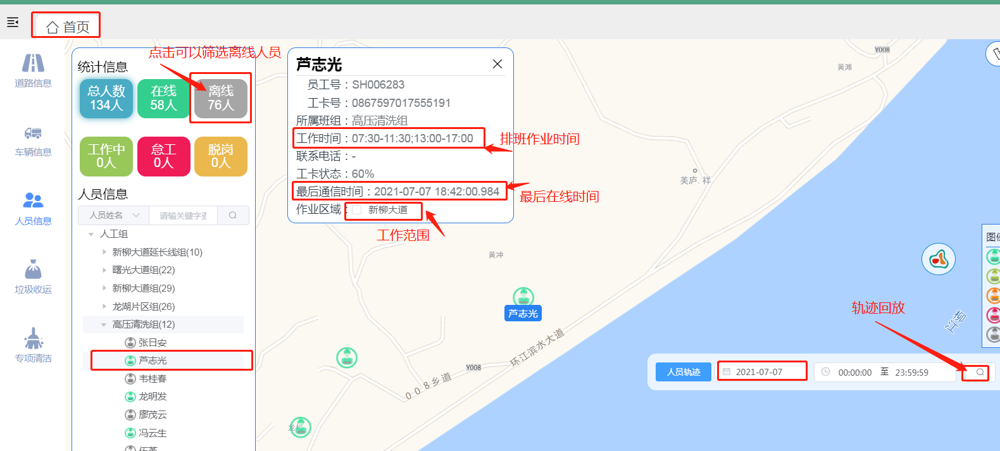 首页
点击可以筛选离线人员
道路信息
车辆信息
人员信息
垃圾收运
专项清洁
统计信息
总人数
134人
在线
58人
离线
76人
工作中
0人
怠工
0人
脱岗
0人
人员信息
人员姓名
请输关键字查
人工组
新柳大道延长线组(10)
曙光大道组(22)
新柳大道组(29)
龙湖片区组(26)
高压清洗组(12)
张日安
芦志光
韦桂春
龙明发
廖茂云
冯云生
芦志光
员工号：SH006283
工卡号：0867597017555191
所属班组：高压清洗组
工作时间：07:30-11:30;13:00-17:00
联系电话：-
工卡状态：60%
最后通信时间：2021-07-07 18:42:00.984
作业区域：新柳大道
排班作业时间
最后在线时间
工作范围
Y008
黄滩
美庐.祥
黄冲
芦志光
环江滨水大道
Y008
008乡道
柳江
图例
轨迹回放
人员轨迹
2021-07-07
00:00:00 至 23:59:59